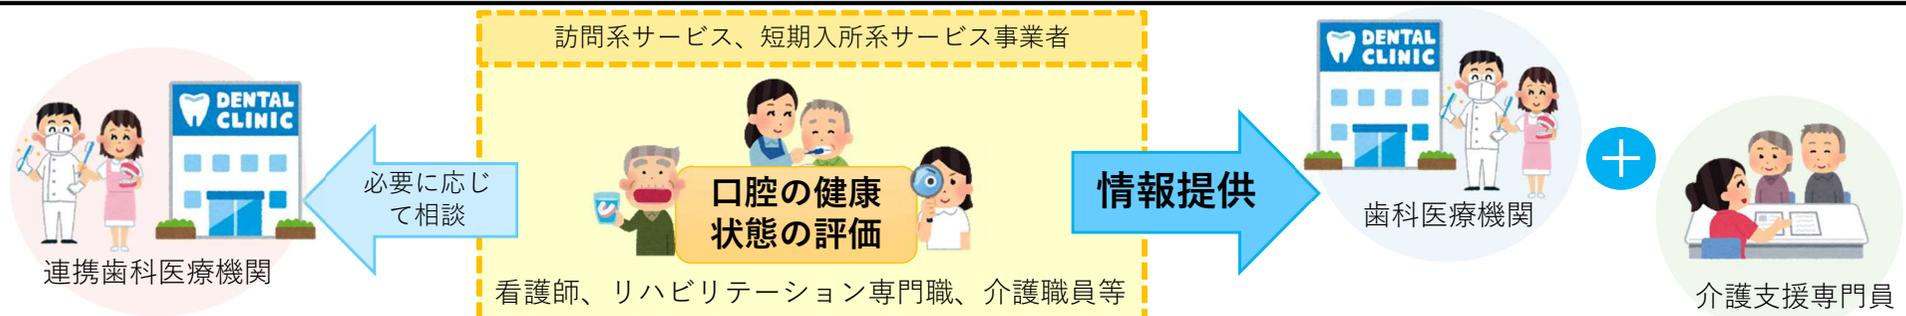 訪問系サービス、短期入所系サービス事業者
DENTAL
CLINIC
連携歯科医療機関
必要に応じ
て相談
口腔の健康
状態の評価
看護師、リハビリテーション専門職、介護職員等
情報提供
DENTAL
CLINIC
歯科医療機関
介護支援専門員